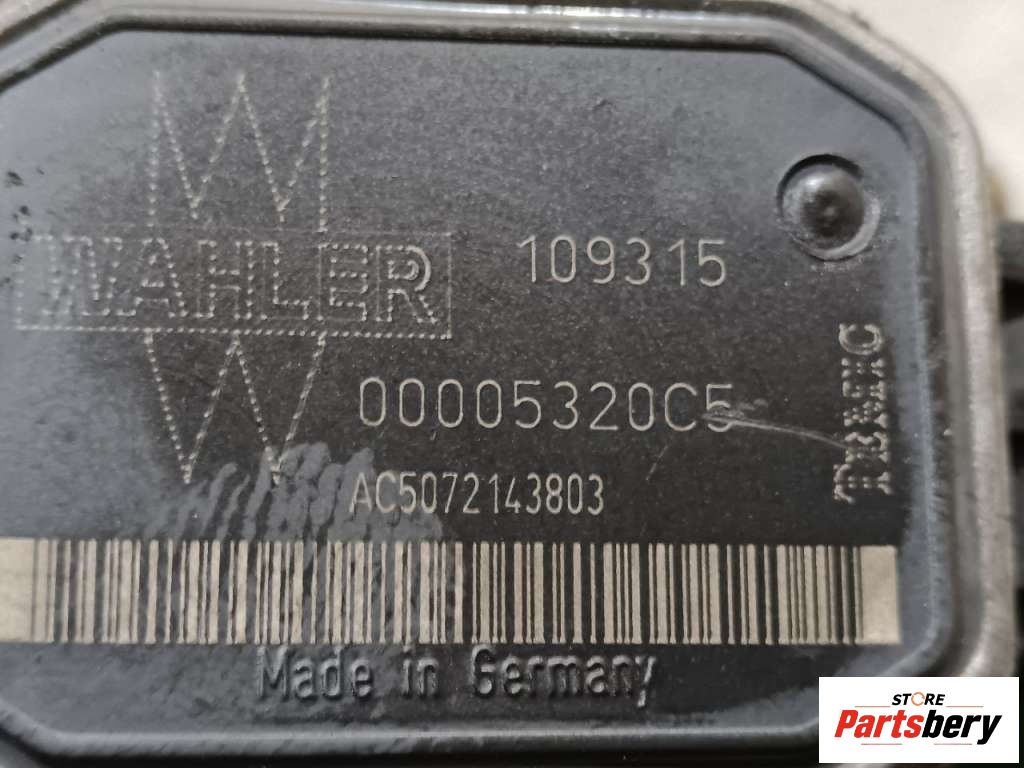 WAHLER
109315
00005320C5
AC5072143803
Made in Germany
STORE
Partsbery